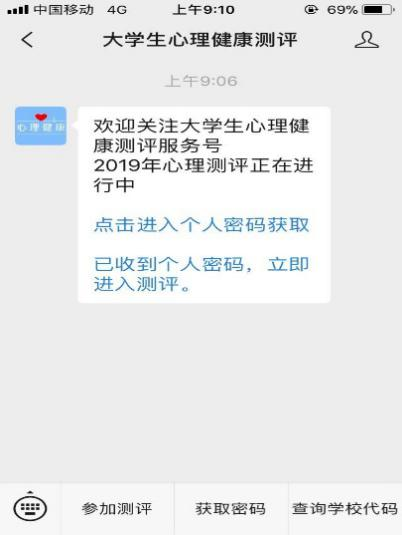 中国移动 4G 上午9:10 69%
大学生心理健康测评
上午9:06
心理健康
欢迎关注大学生心理健
康测评服务号
2019年心理测评正在进
行中
点击进入个人密码获取
已收到个人密码，立即
进入测评。
参加测评 获取密码 查询学校代码